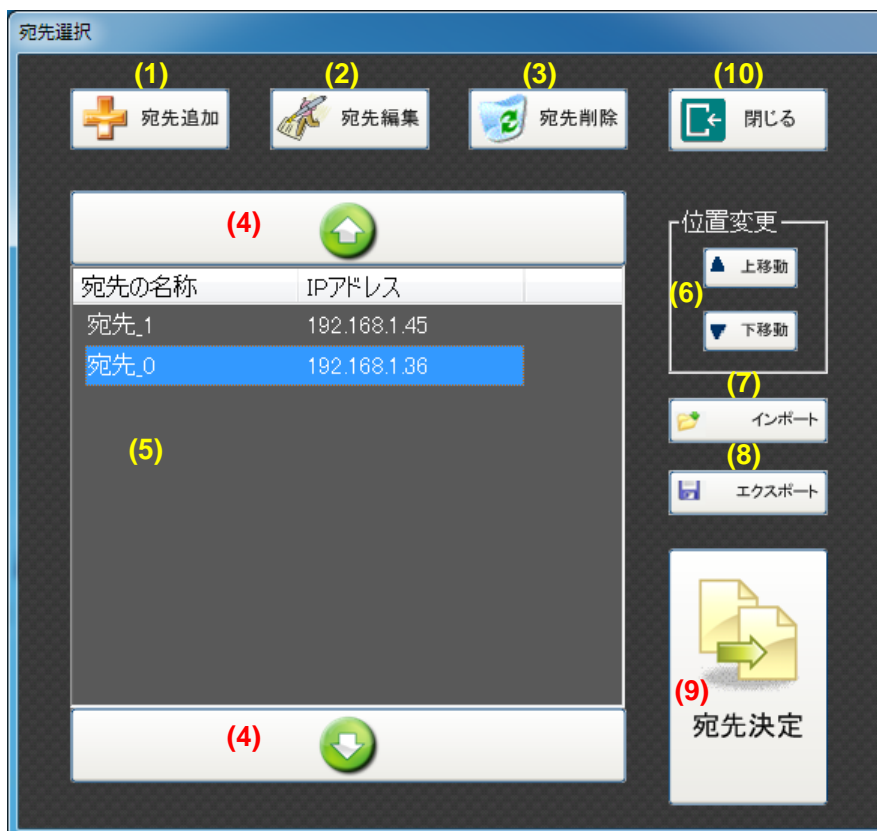 宛先選択
(1) (2) (3) (10)
宛先追加 宛先編集 宛先削除 閉じる
(4)
位置変更
上移動
(6)
下移動
宛先の名称 IPアドレス
宛先_1 192.168.1.45
宛先_0 192.168.1.36
(5)
(7)
インポート
(8)
エクスポート
(9)
宛先決定
(4)